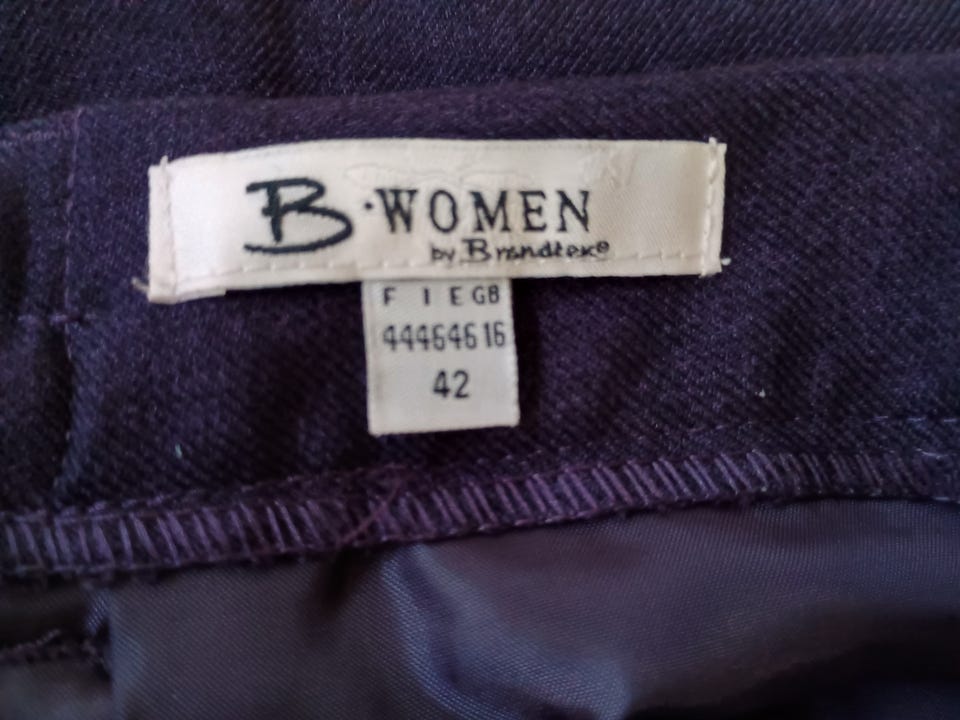 B·WOMEN
by Brandtex®
F I E GB
44 46 46 16
42